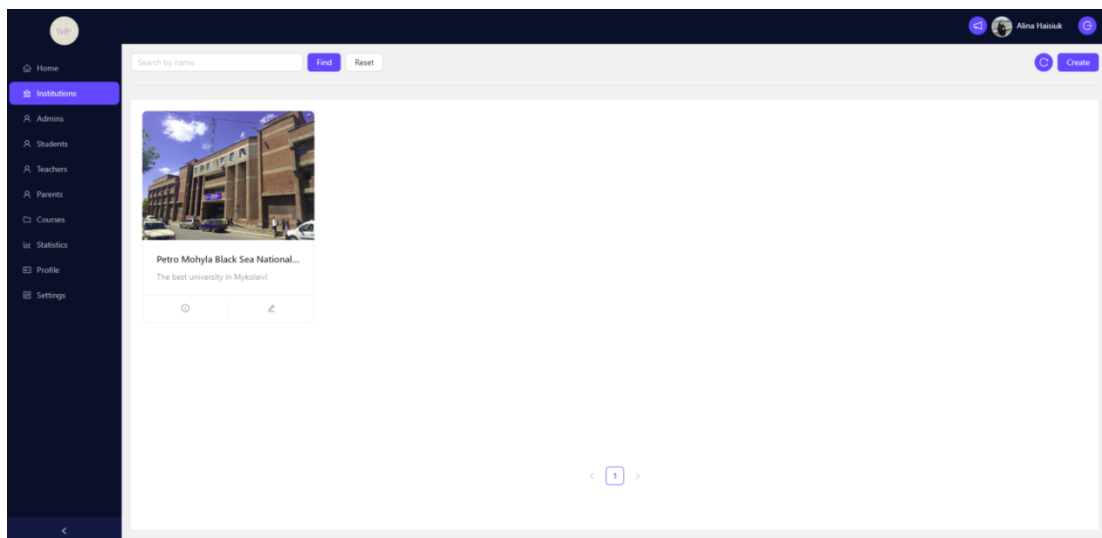 Alina Haisiuk
Home
Search by name
Find
Reset
Create
Institutions
Admins
Students
Teachers
Parents
Courses
Statistics
Profile
Settings
Petro Mohyla Black Sea National...
The best university in Mykolaiv!
1